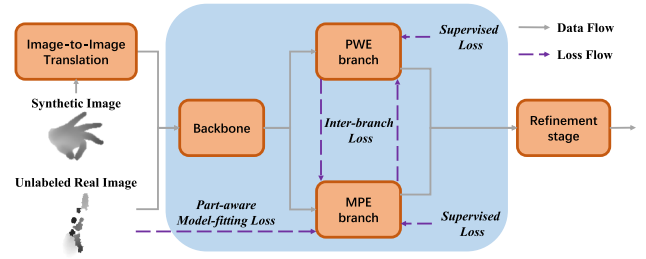 Image-to-Image
Translation
Synthetic Image
Unlabeled Real Image
Backbone
PWE
branch
Supervised
Loss
Inter-branch
Loss
MPE
branch
Part-aware
Model-fitting Loss
Supervised
Loss
Data Flow
Loss Flow
Refinement
stage